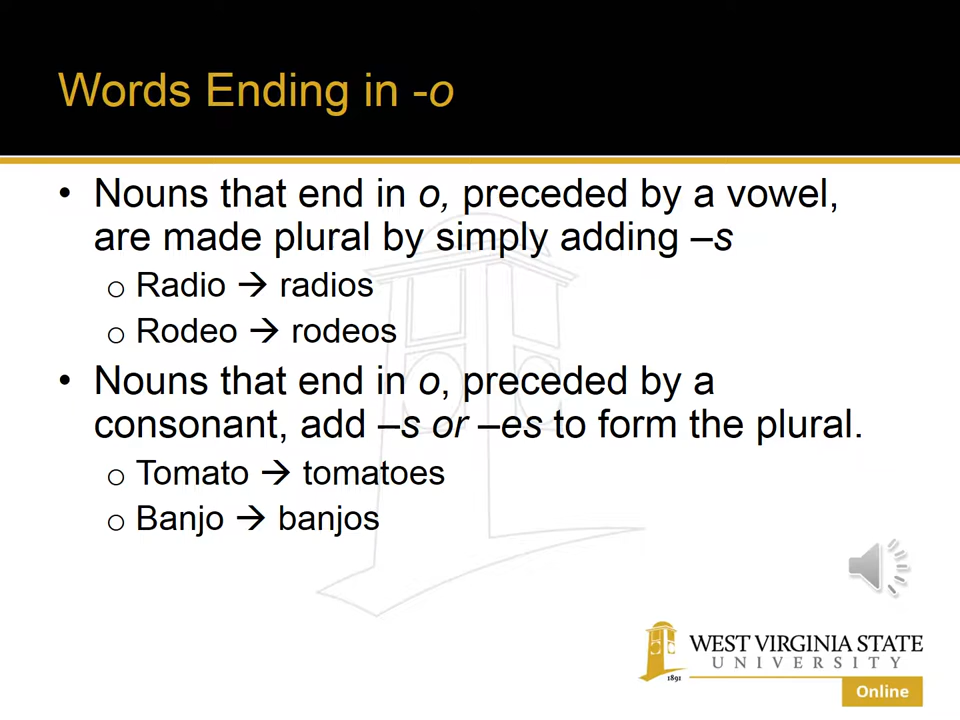 Words Ending in -o
• Nouns that end in o, preceded by a vowel,
are made plural by simply adding –s
o Radio → radios
o Rodeo → rodeos
• Nouns that end in o, preceded by a
consonant, add –s or –es to form the plural.
o Tomato → tomatoes
o Banjo → banjos
WEST VIRGINIA STATE
UNIVERSITY
1891
Online